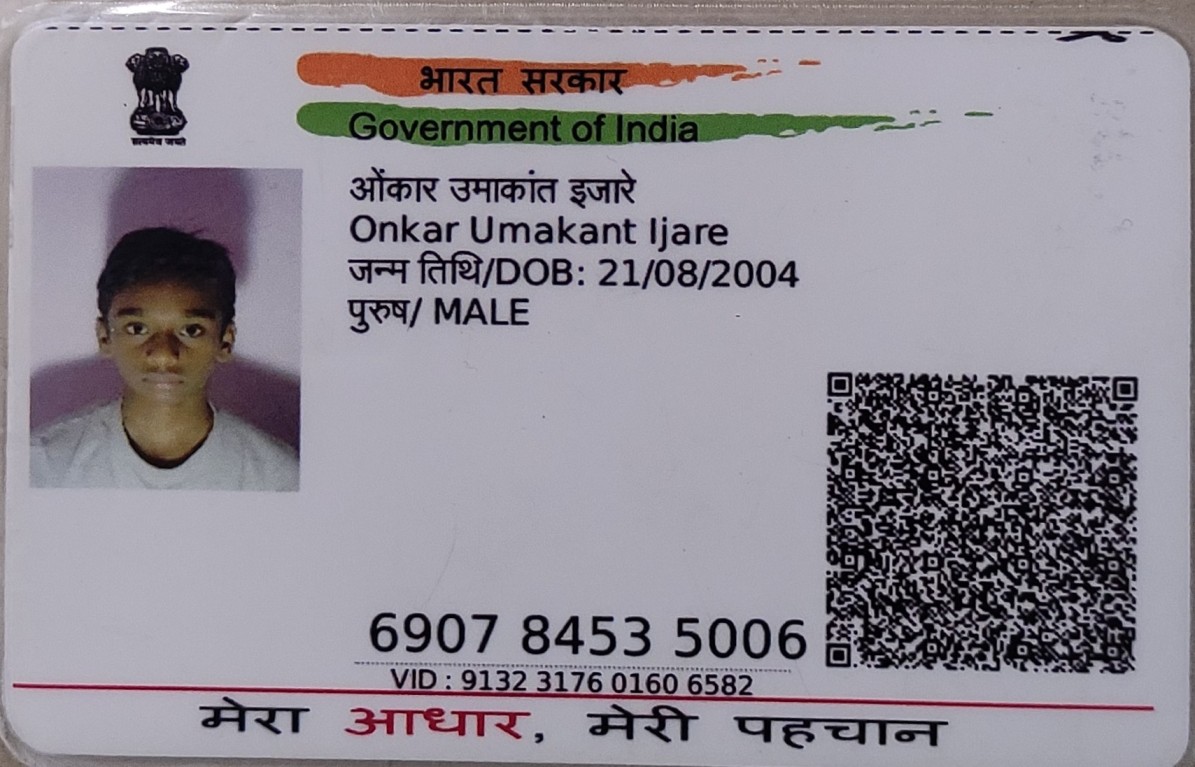 सत्यमेव जयते
भारत सरकार
Government of India
ओंकार उमाकांत इजारे
Onkar Umakant Ijare
जन्म तिथि/DOB: 21/08/2004
पुरुष/ MALE
6907 8453 5006
VID : 9132 3176 0160 6582
मेरा आधार, मेरी पहचान